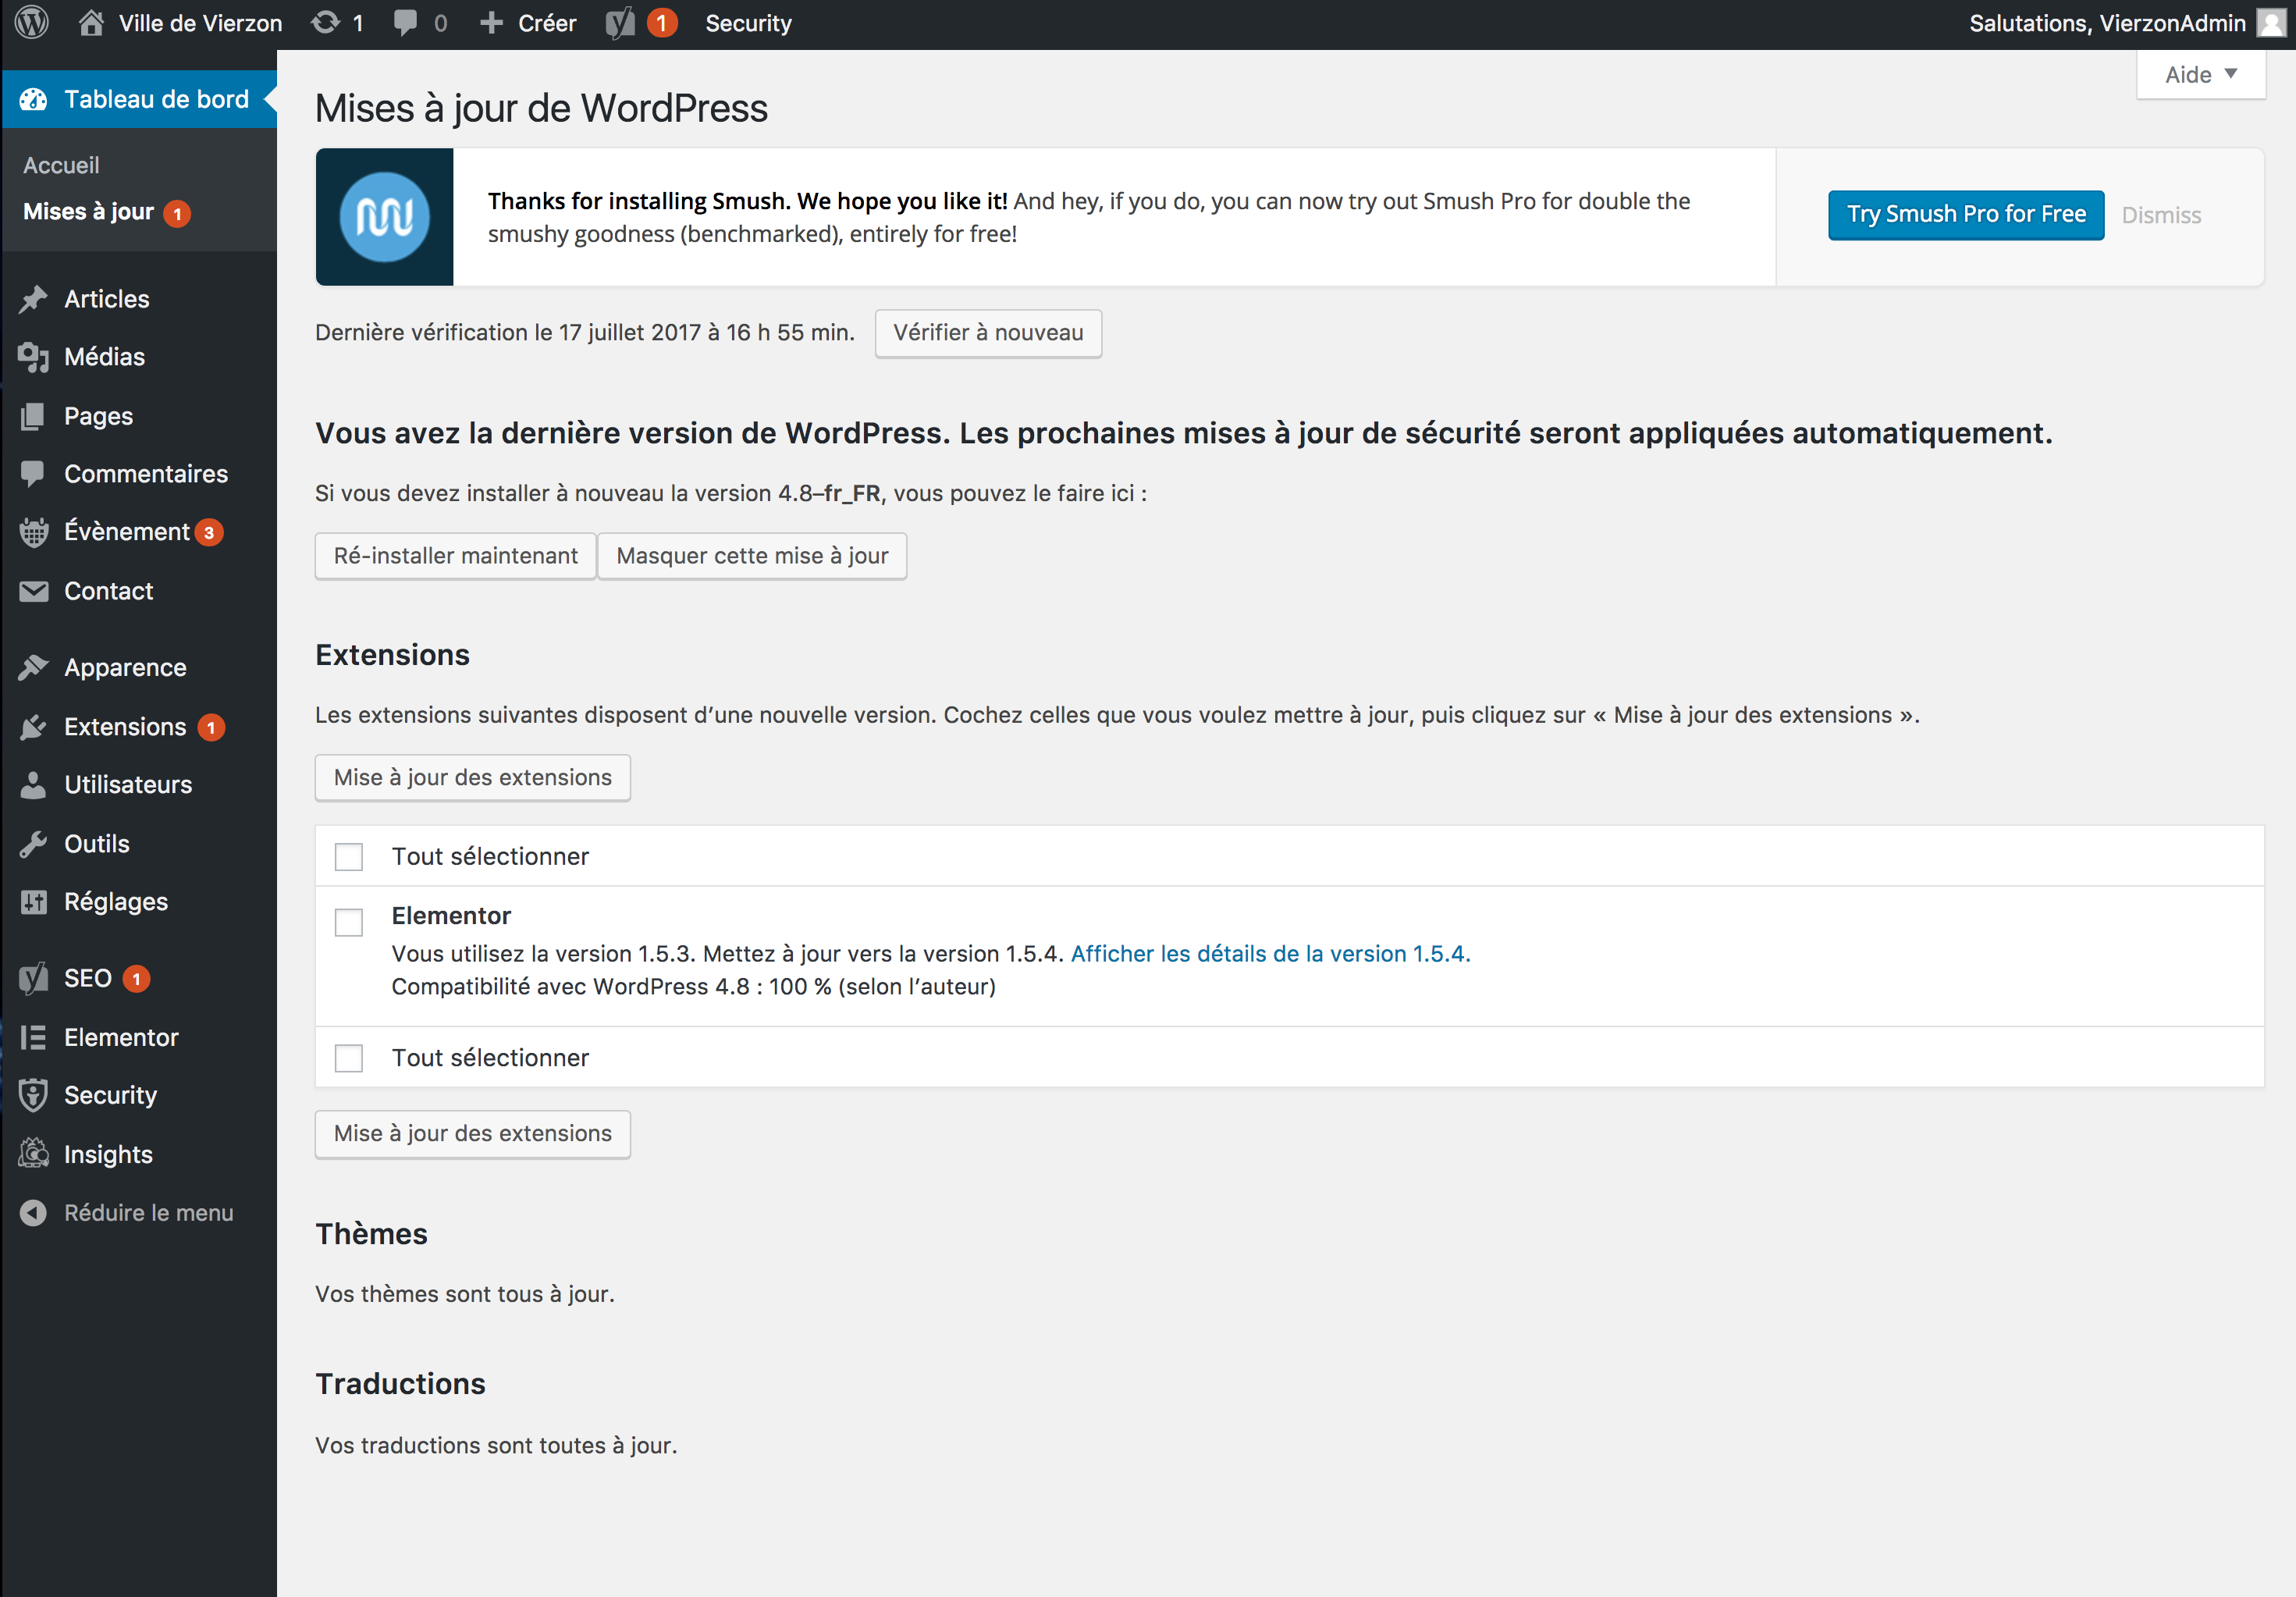 Ville de Vierzon 1 0 Créer 1 Security Salutations, VierzonAdmin
Aide
Tableau de bord
Accueil
Mises à jour 1
Articles
Médias
Pages
Commentaires
Évènement 3
Contact
Apparence
Extensions 1
Utilisateurs
Outils
Réglages
SEO 1
Elementor
Security
Insights
Réduire le menu
Mises à jour de WordPress
Thanks for installing Smush. We hope you like it! And hey, if you do, you can now try out Smush Pro for double the
smushy goodness (benchmarked), entirely for free!
Try Smush Pro for Free Dismiss
Dernière vérification le 17 juillet 2017 à 16 h 55 min. Vérifier à nouveau
Vous avez la dernière version de WordPress. Les prochaines mises à jour de sécurité seront appliquées automatiquement.
Si vous devez installer à nouveau la version 4.8–fr_FR, vous pouvez le faire ici :
Ré-installer maintenant Masquer cette mise à jour
Extensions
Les extensions suivantes disposent d’une nouvelle version. Cochez celles que vous voulez mettre à jour, puis cliquez sur « Mise à jour des extensions ».
Mise à jour des extensions
Tout sélectionner
Elementor
Vous utilisez la version 1.5.3. Mettez à jour vers la version 1.5.4. Afficher les détails de la version 1.5.4.
Compatibilité avec WordPress 4.8 : 100 % (selon l’auteur)
Tout sélectionner
Mise à jour des extensions
Thèmes
Vos thèmes sont tous à jour.
Traductions
Vos traductions sont toutes à jour.